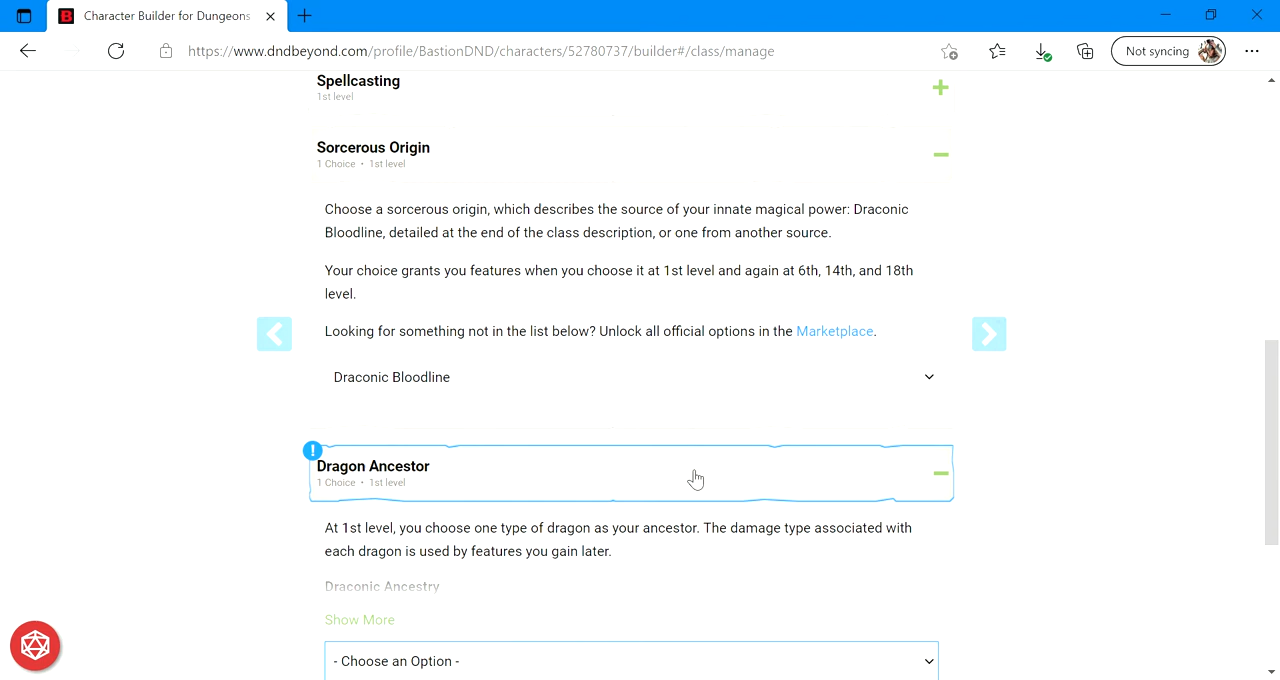 Character Builder for Dungeons
https://www.dndbeyond.com/profile/BastionDND/characters/52780737/builder#/class/manage
Not syncing
Spellcasting
1st level
Sorcerous Origin
1 Choice • 1st level
Choose a sorcerous origin, which describes the source of your innate magical power: Draconic
Bloodline, detailed at the end of the class description, or one from another source.
Your choice grants you features when you choose it at 1st level and again at 6th, 14th, and 18th
level.
Looking for something not in the list below? Unlock all official options in the Marketplace.
Draconic Bloodline
!
Dragon Ancestor
1 Choice • 1st level
At 1st level, you choose one type of dragon as your ancestor. The damage type associated with
each dragon is used by features you gain later.
Draconic Ancestry
Show More
- Choose an Option -